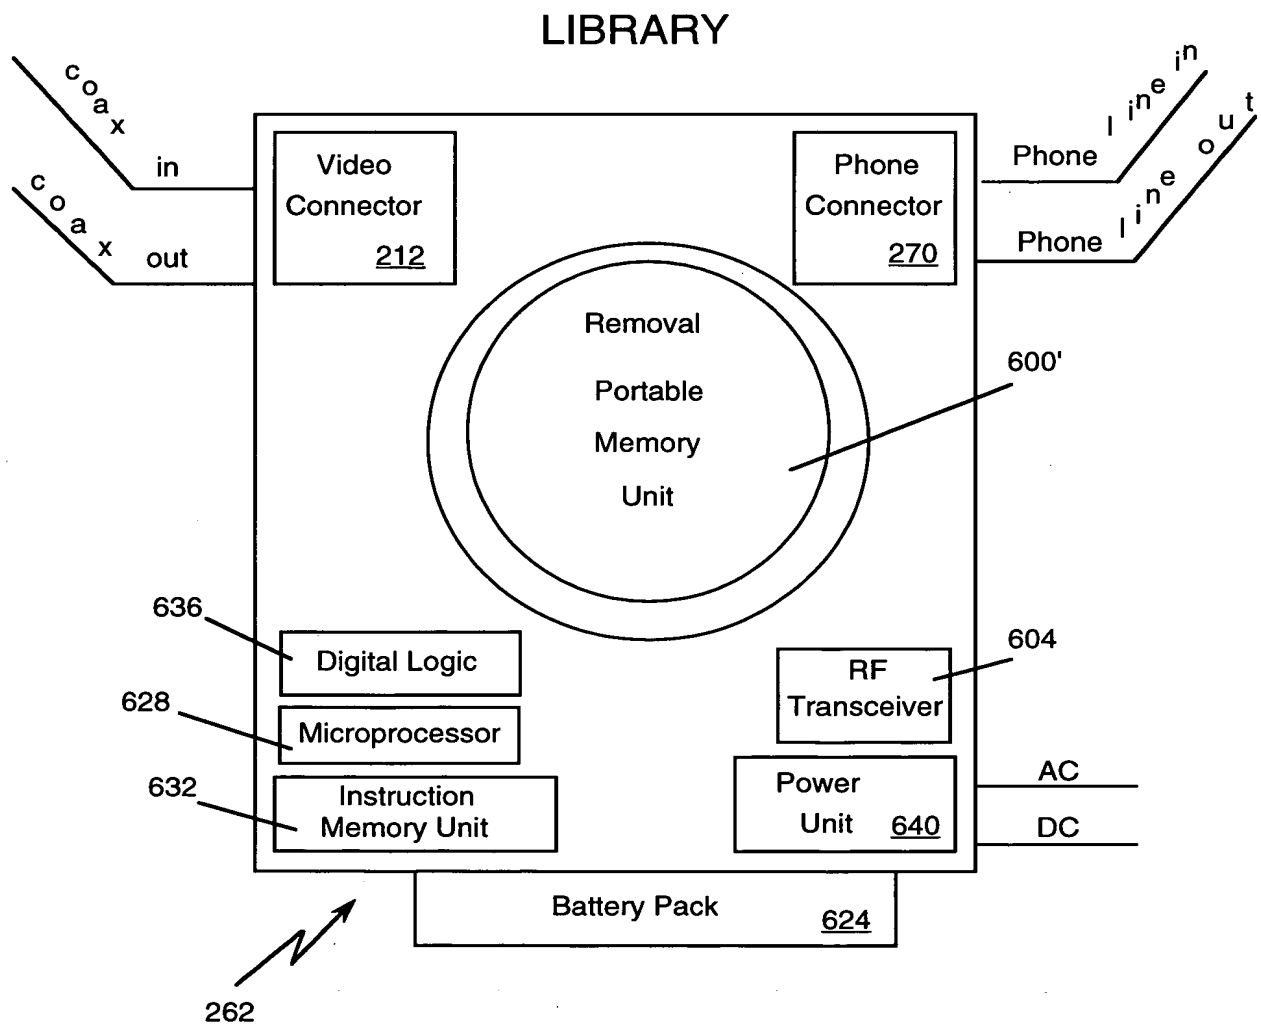 LIBRARY
coax
in
coax
out
Video
Connector
212
Phone
Connector
270
Phone line in
Phone line out
Removal
Portable
Memory
Unit
600'
636
Digital Logic
628
Microprocessor
632
Instruction
Memory Unit
604
RF
Transceiver
Power
Unit 640
AC
DC
Battery Pack 624
262